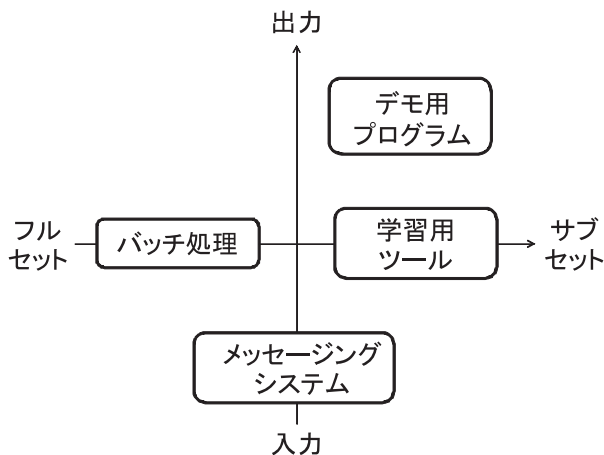 出力
デモ用
プログラム
フル
セット
バッチ処理
学習用
ツール
サブ
セット
メッセージング
システム
入力